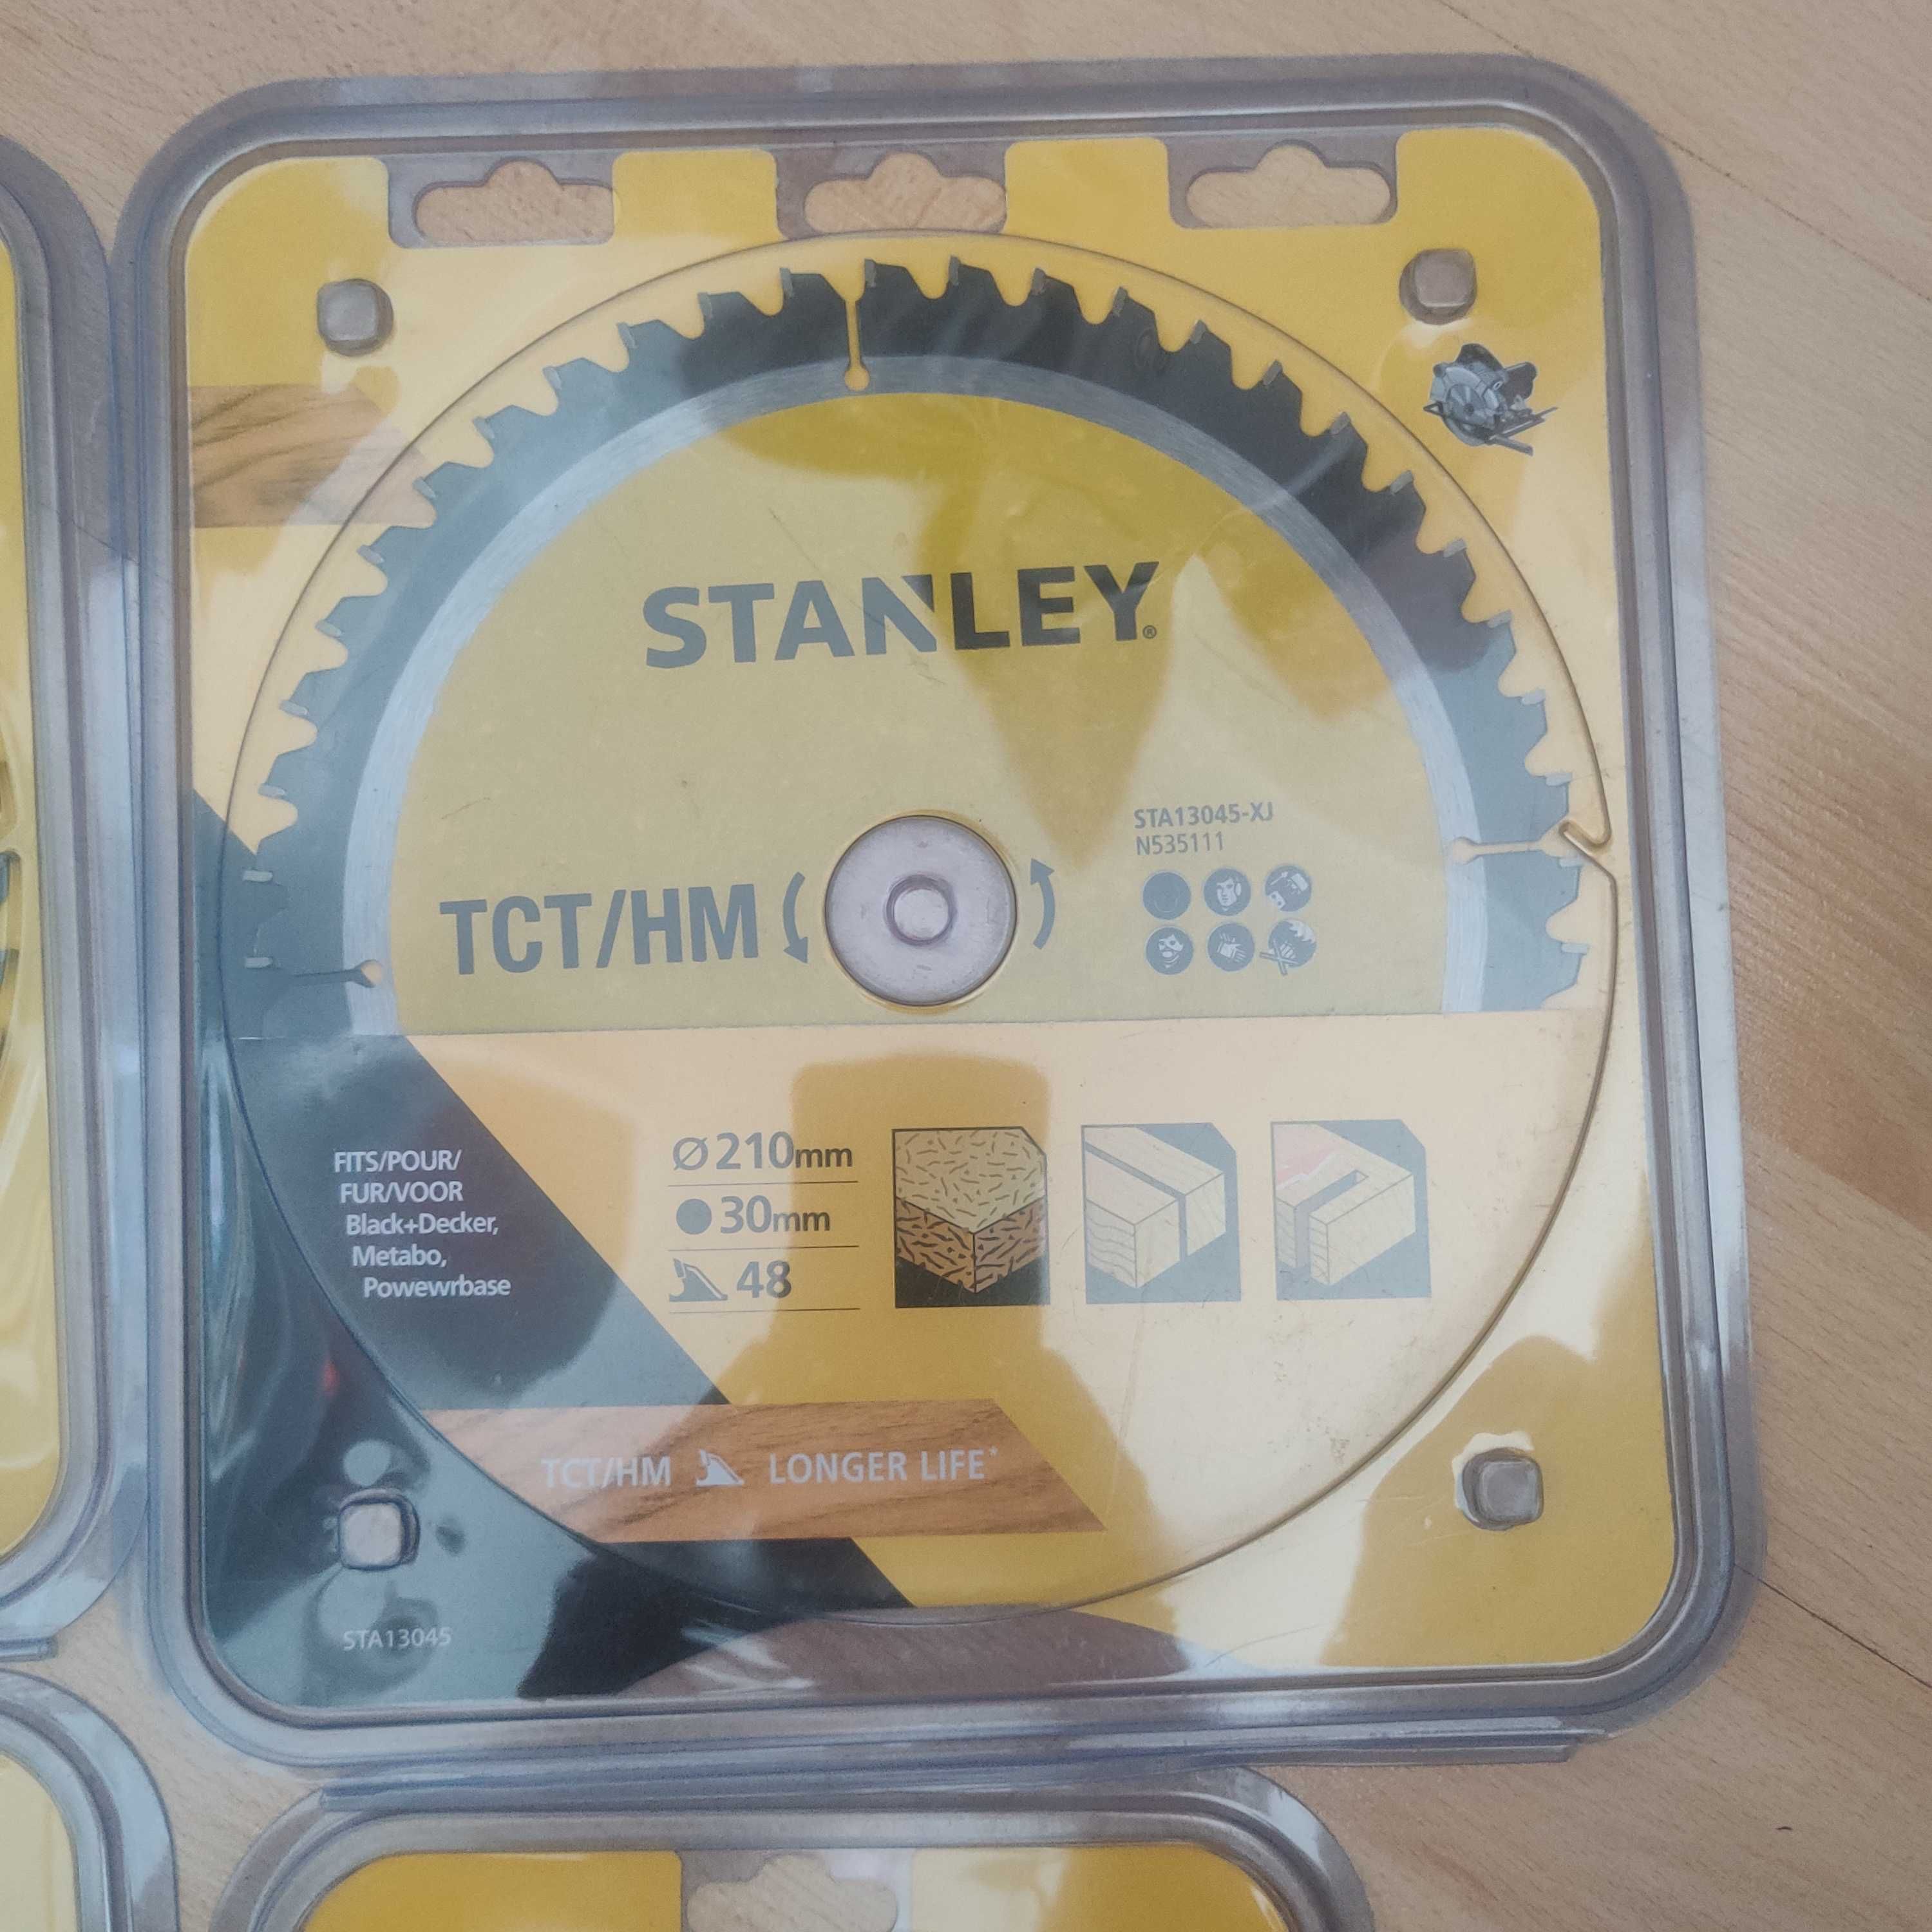 STANLEY®
STA13045-XJ
N535111
TCT/HM
FITS/POUR/
FUR/VOOR
Black+Decker,
Metabo,
Powewrbase
Ø 210mm
30mm
48
TCT/HM LONGER LIFE*
STA13045